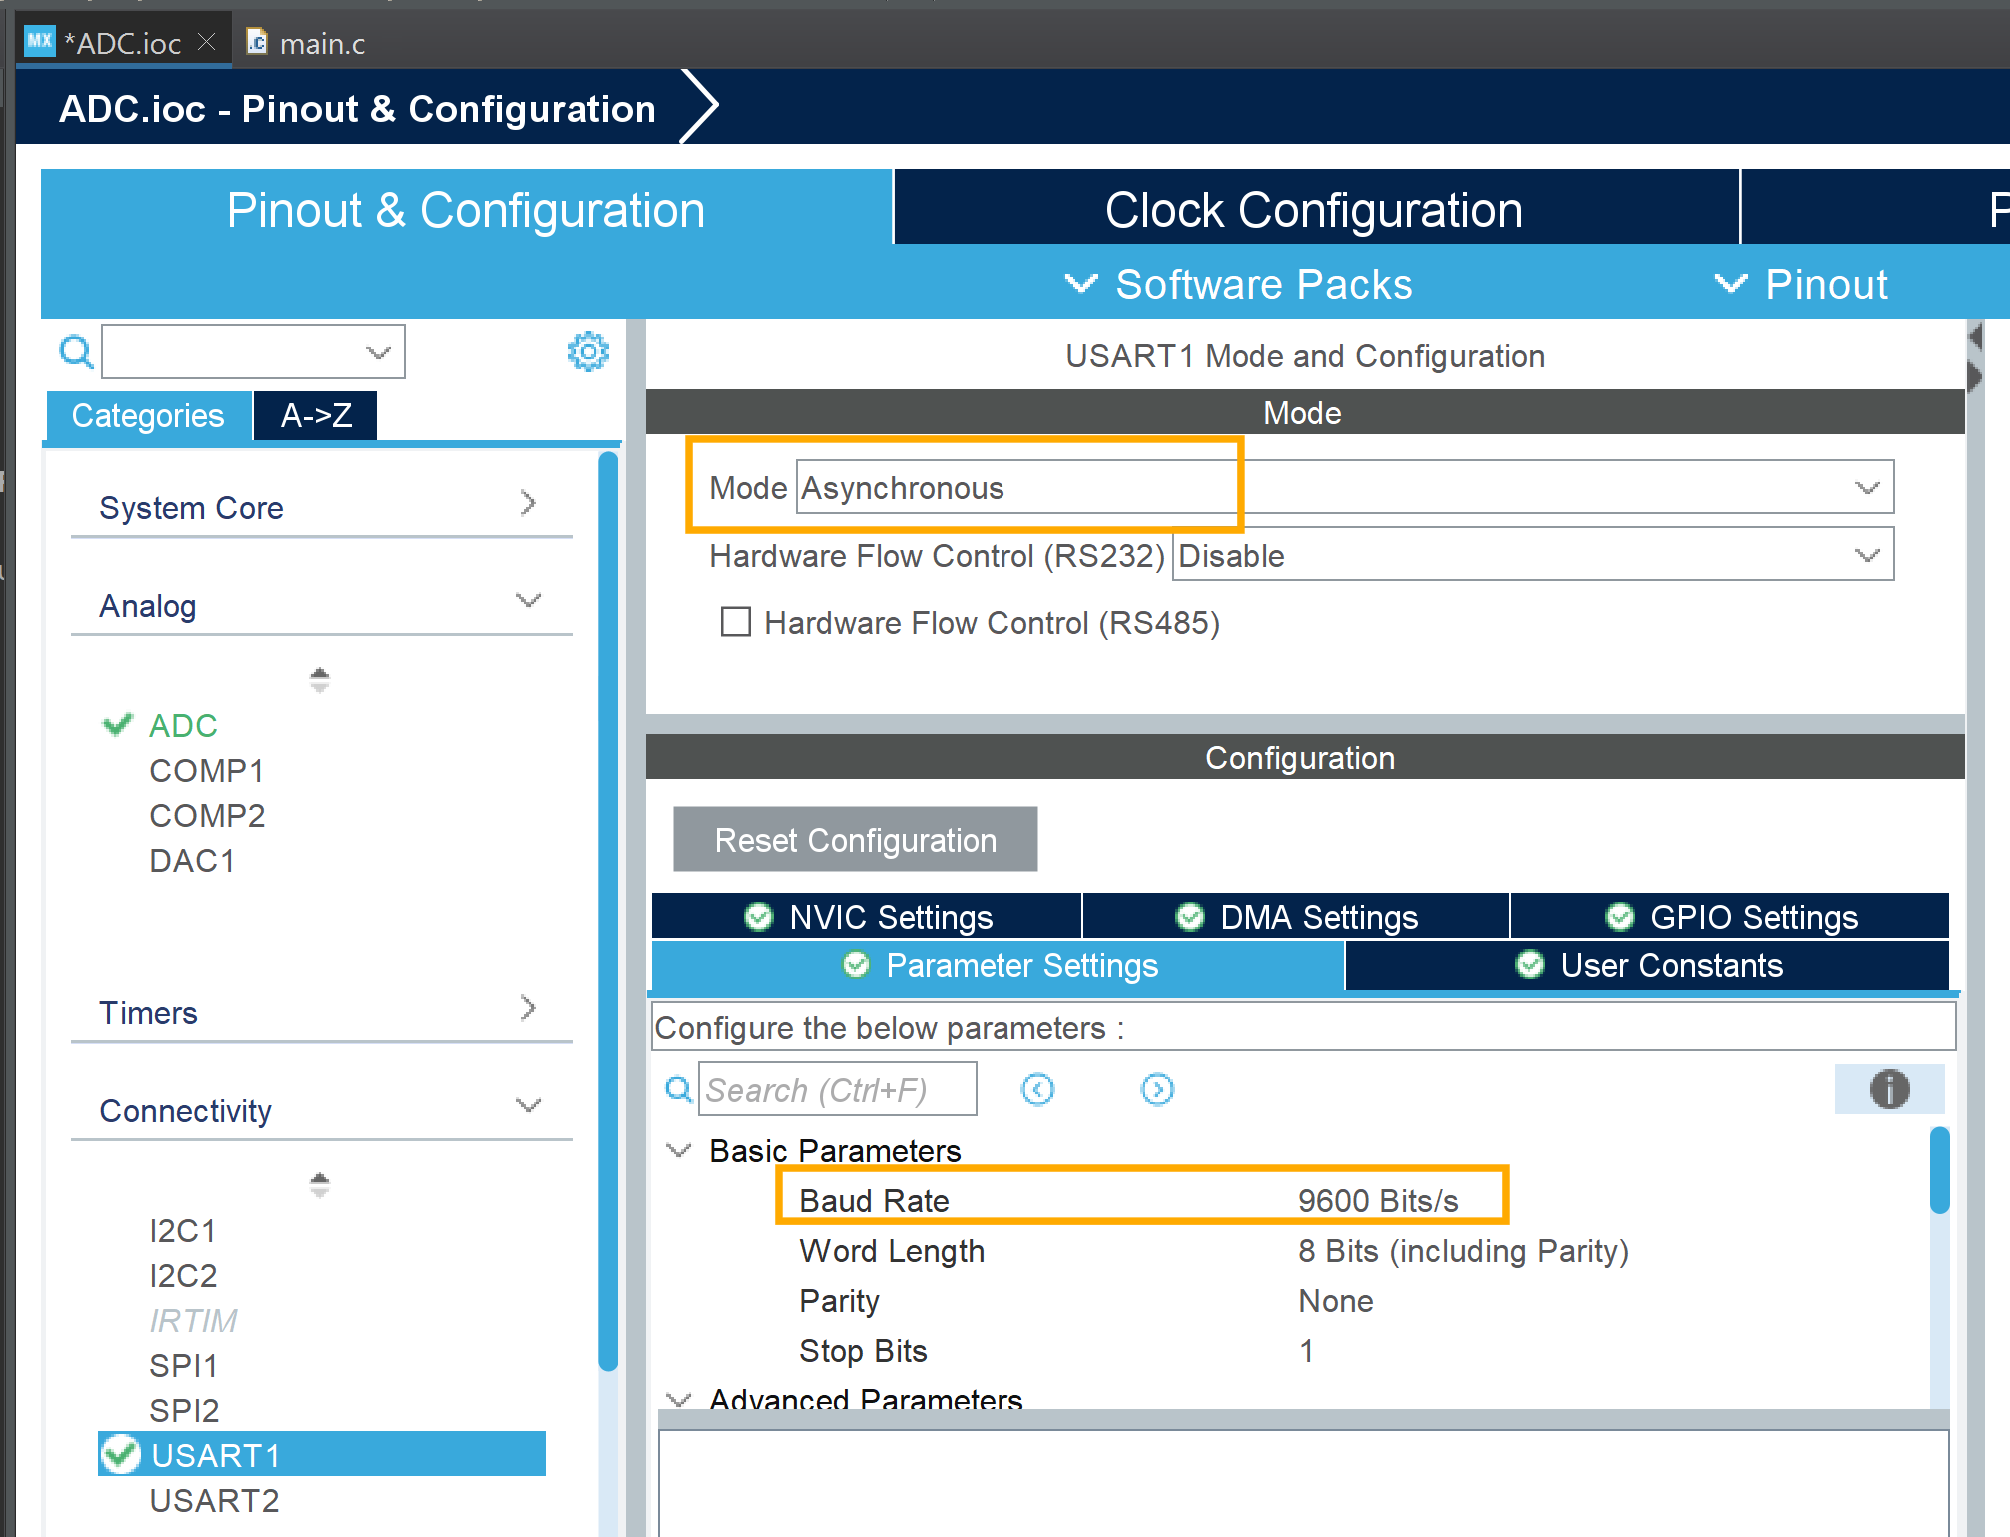 MX *ADC.ioc
.c main.c
ADC.ioc - Pinout & Configuration
Pinout & Configuration
Clock Configuration
Software Packs
Pinout
Categories
A->Z
System Core
Analog
ADC
COMP1
COMP2
DAC1
Timers
Connectivity
I2C1
I2C2
IRTIM
SPI1
SPI2
USART1
USART2
USART1 Mode and Configuration
Mode
Mode Asynchronous
Hardware Flow Control (RS232) Disable
Hardware Flow Control (RS485)
Configuration
Reset Configuration
NVIC Settings
DMA Settings
GPIO Settings
Parameter Settings
User Constants
Configure the below parameters :
Search (Ctrl+F)
Basic Parameters
Baud Rate 9600 Bits/s
Word Length 8 Bits (including Parity)
Parity None
Stop Bits 1
Advanced Parameters